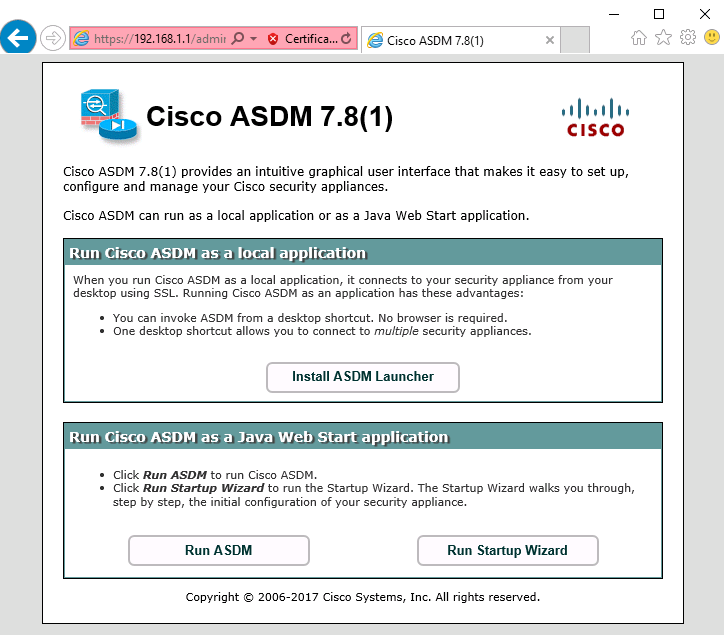 https://192.168.1.1/admir
Certifica...
Cisco ASDM 7.8(1)
Cisco ASDM 7.8(1)
CISCO
Cisco ASDM 7.8(1) provides an intuitive graphical user interface that makes it easy to set up,
configure and manage your Cisco security appliances.
Cisco ASDM can run as a local application or as a Java Web Start application.
Run Cisco ASDM as a local application
When you run Cisco ASDM as a local application, it connects to your security appliance from your
desktop using SSL. Running Cisco ASDM as an application has these advantages:
• You can invoke ASDM from a desktop shortcut. No browser is required.
• One desktop shortcut allows you to connect to multiple security appliances.
Install ASDM Launcher
Run Cisco ASDM as a Java Web Start application
• Click Run ASDM to run Cisco ASDM.
• Click Run Startup Wizard to run the Startup Wizard. The Startup Wizard walks you through,
step by step, the initial configuration of your security appliance.
Run ASDM
Run Startup Wizard
Copyright © 2006-2017 Cisco Systems, Inc. All rights reserved.